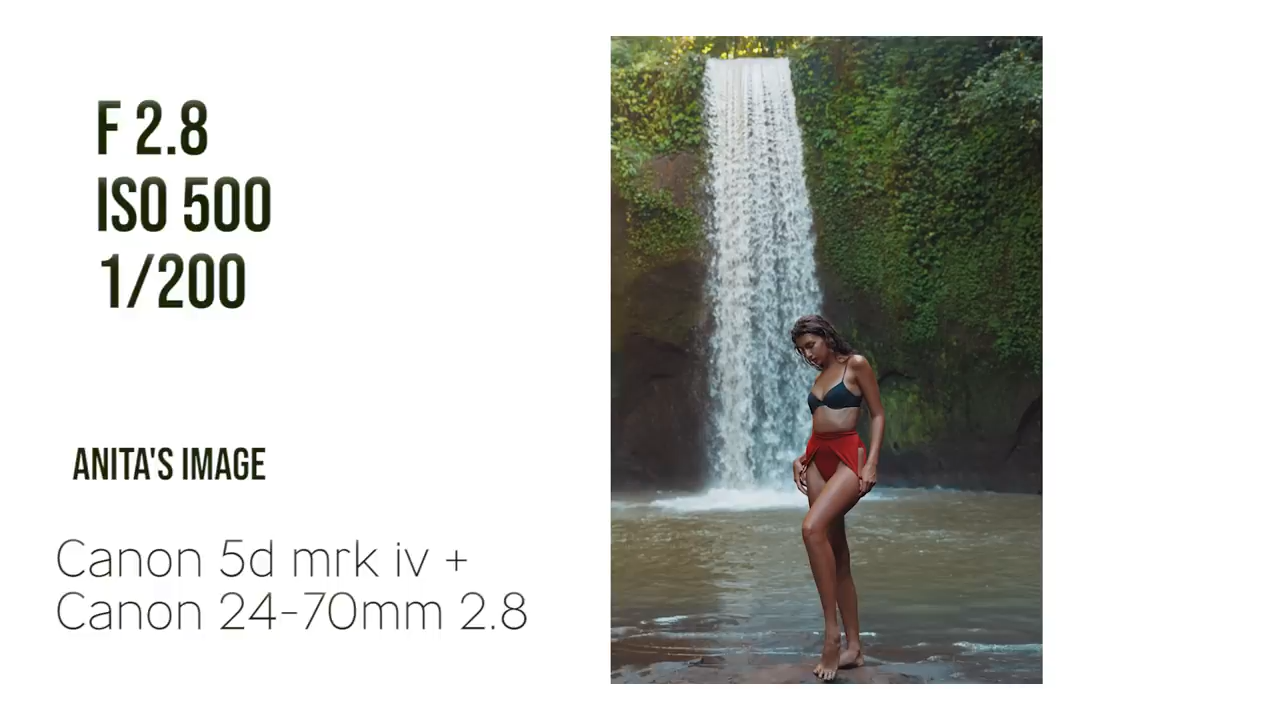 F 2.8
ISO 500
1/200
ANITA'S IMAGE
Canon 5d mrk iv +
Canon 24-70mm 2.8